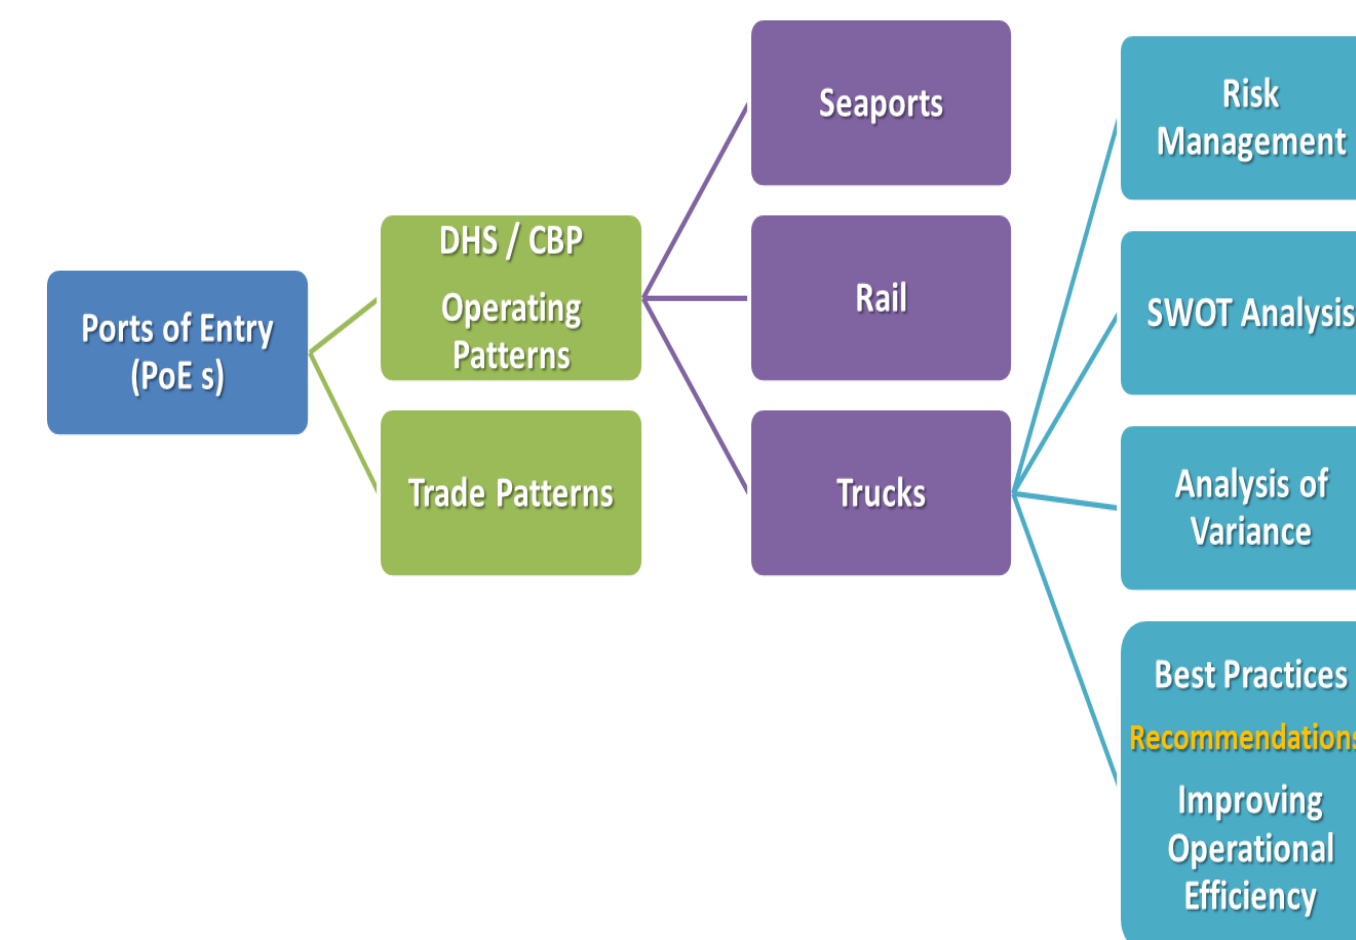 Ports of Entry
(PoE s)
DHS / CBP
Operating
Patterns
Trade Patterns
Seaports
Rail
Trucks
Risk
Management
SWOT Analysis
Analysis of
Variance
Best Practices
Recommendations
Improving
Operational
Efficiency